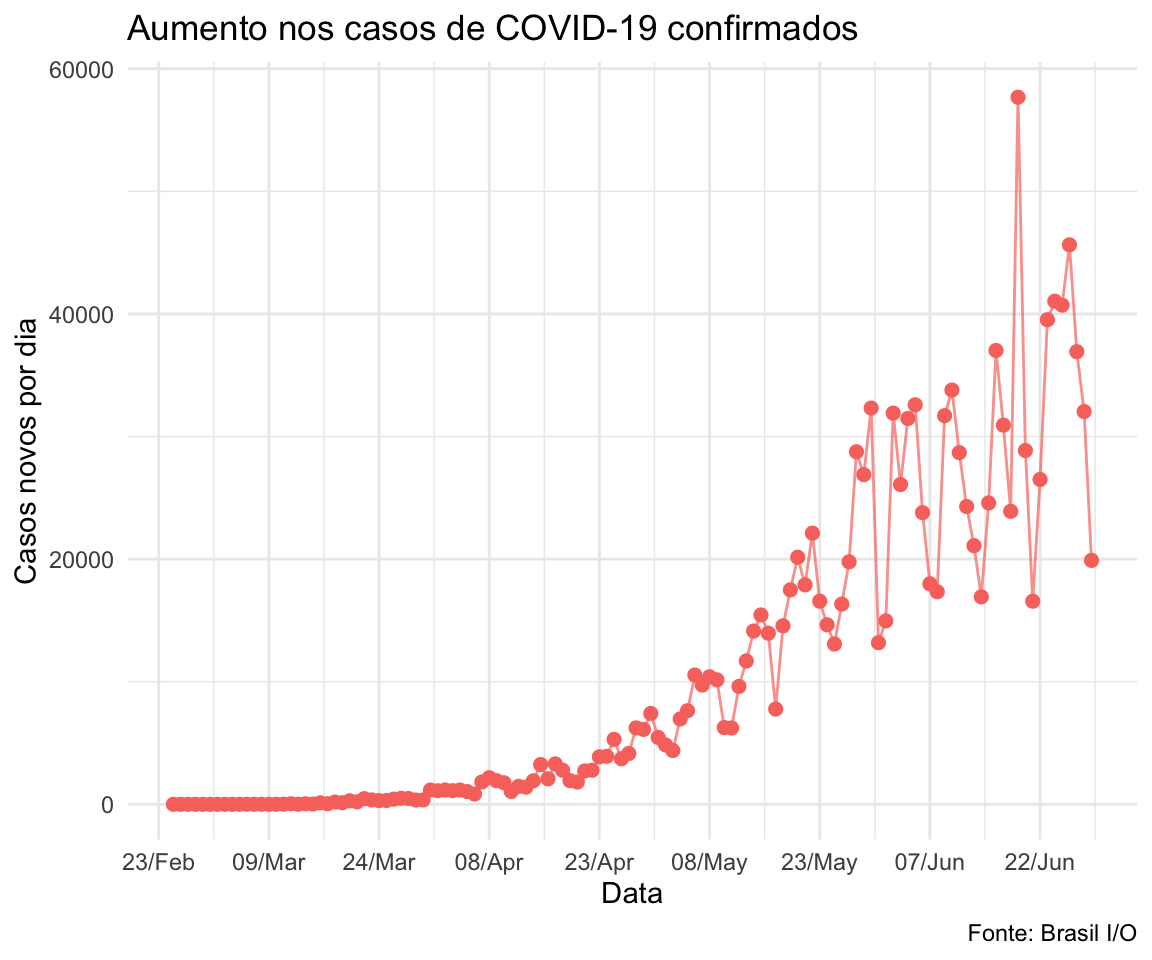 Aumento nos casos de COVID-19 confirmados
Casos novos por dia
60000
40000
20000
0
23/Feb 09/Mar 24/Mar 08/Apr 23/Apr 08/May 23/May 07/Jun 22/Jun
Data
Fonte: Brasil I/O